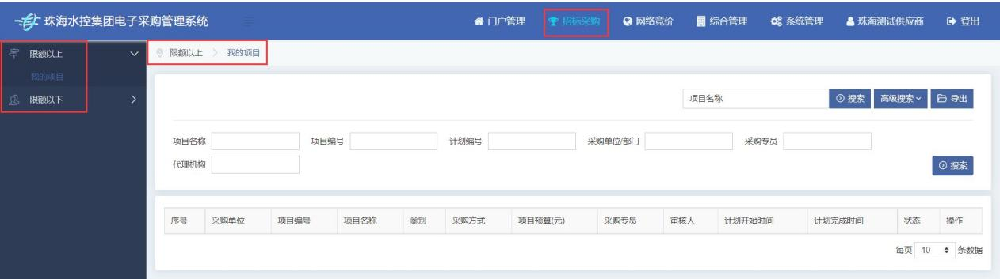 珠海水控集团电子采购管理系统 门户管理 招标采购 网络竞价 综合管理 系统管理 珠海测试供应商 登出
限额以上
我的项目
限额以下
限额以上 > 我的项目
项目名称 搜索 高级搜索 导出
项目名称 项目编号 计划编号 采购单位/部门 采购专员
代理机构 搜索
序号 采购单位 项目编号 项目名称 类别 采购方式 项目预算(元) 采购专员 审核人 计划开始时间 计划完成时间 状态 操作
每页 10 条数据